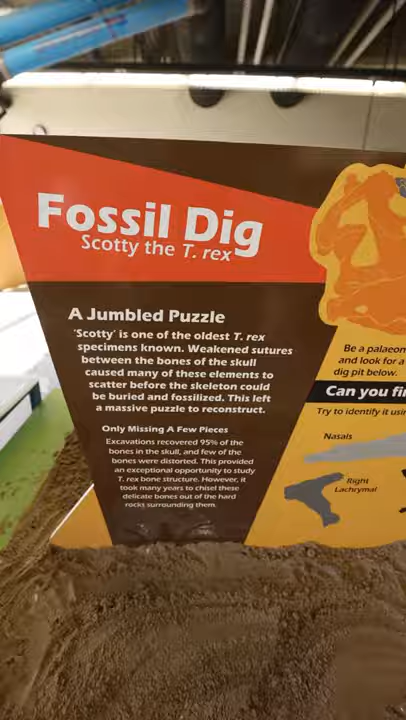 Fossil Dig
Scotty the T. rex
A Jumbled Puzzle
'Scotty' is one of the oldest T. rex
specimens known. Weakened sutures
between the bones of the skull
caused many of these elements to
scatter before the skeleton could
be buried and fossilized. This left
a massive puzzle to reconstruct.
Only Missing A Few Pieces
Excavations recovered 95% of the
bones in the skull, and few of the
bones were distorted. This provided
an exceptional opportunity to study
T. rex bone structure. However, it
took many years to chisel these
delicate bones out of the hard
rocks surrounding them.
Be a palaeon
and look for a
dig pit below.
Can you fi
Try to identify it usi
Nasals
Right
Lachrymal